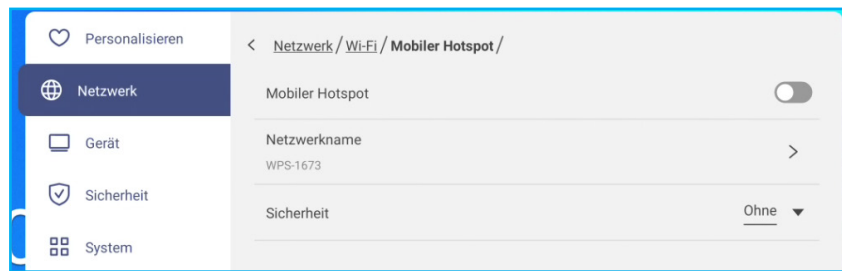 Personalisieren
Netzwerk / Wi-Fi / Mobiler Hotspot /
Netzwerk
Mobiler Hotspot
Gerät
Netzwerkname
WPS-1673
Sicherheit
Sicherheit
Ohne
System